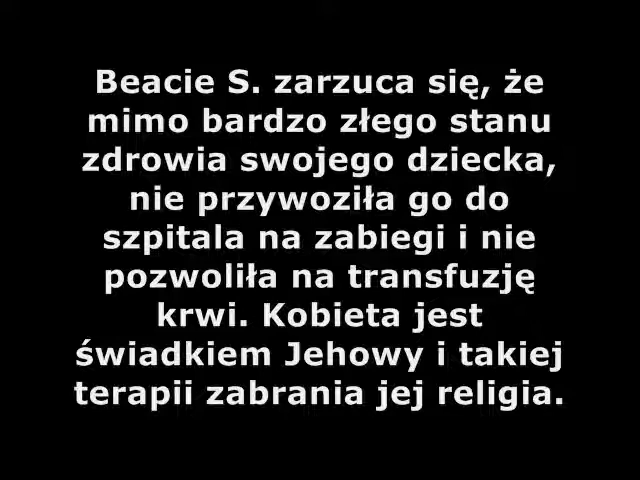 Beacie S. zarzuca się, że
mimo bardzo złego stanu
zdrowia swojego dziecka,
nie przywoziła go do
szpitala na zabiegi i nie
pozwoliła na transfuzję
krwi. Kobieta jest
świadkiem Jehowy i takiej
terapii zabrania jej religia.